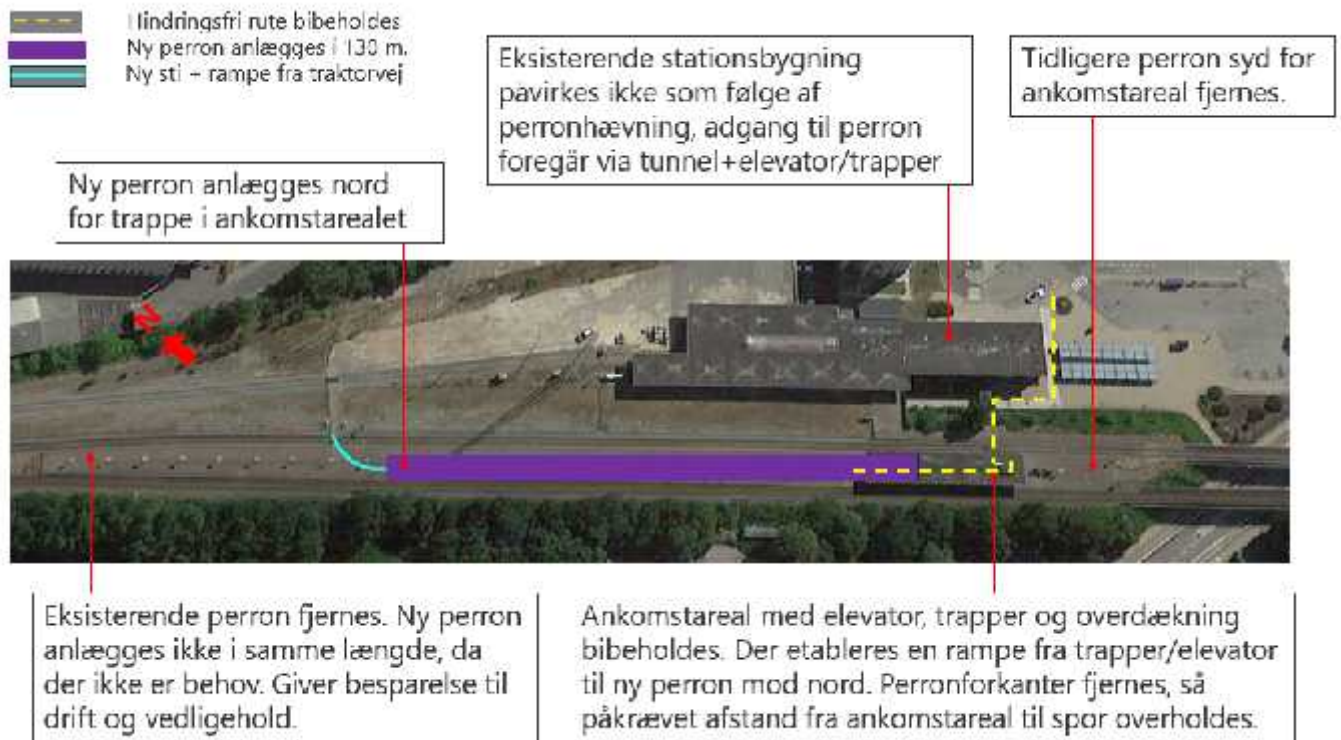 Hindringsfri rute bibeholdes
Ny perron anlægges i 130 m.
Ny sti + rampe fra traktorvej
Eksisterende stationsbygning
påvirkes ikke som følge af
perronhævning, adgang til perron
foregår via tunnel+elevator/trapper
Tidligere perron syd for
ankomstareal fjernes.
Ny perron anlægges nord
for trappe i ankomstarealet
N
Eksisterende perron fjernes. Ny perron
anlægges ikke i samme længde, da
der ikke er behov. Giver besparelse til
drift og vedligehold.
Ankomstareal med elevator, trapper og overdækning
bibeholdes. Der etableres en rampe fra trapper/elevator
til ny perron mod nord. Perronforkanter fjernes, så
påkrævet afstand fra ankomstareal til spor overholdes.